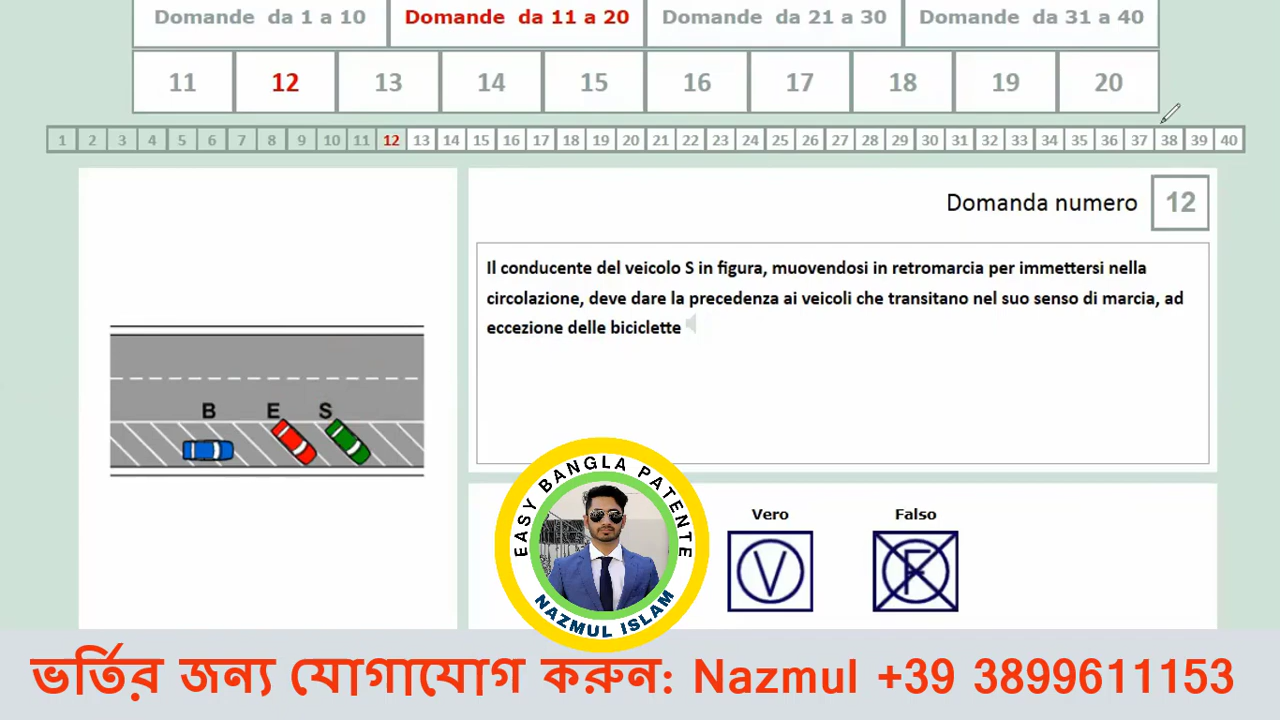 Domande da 1 a 10 Domande da 11 a 20 Domande da 21 a 30 Domande da 31 a 40
11 12 13 14 15 16 17 18 19 20
1 2 3 4 5 6 7 8 9 10 11 12 13 14 15 16 17 18 19 20 21 22 23 24 25 26 27 28 29 30 31 32 33 34 35 36 37 38 39 40
Domanda numero 12
Il conducente del veicolo S in figura, muovendosi in retromarcia per immettersi nella
circolazione, deve dare la precedenza ai veicoli che transitano nel suo senso di marcia, ad
eccezione delle biciclette
B E S
EASY BANGLA PATENTE
NAZMUL ISLAM
Vero Falso
V F
ভর্তির জন্য যোগাযোগ করুন: Nazmul +39 3899611153